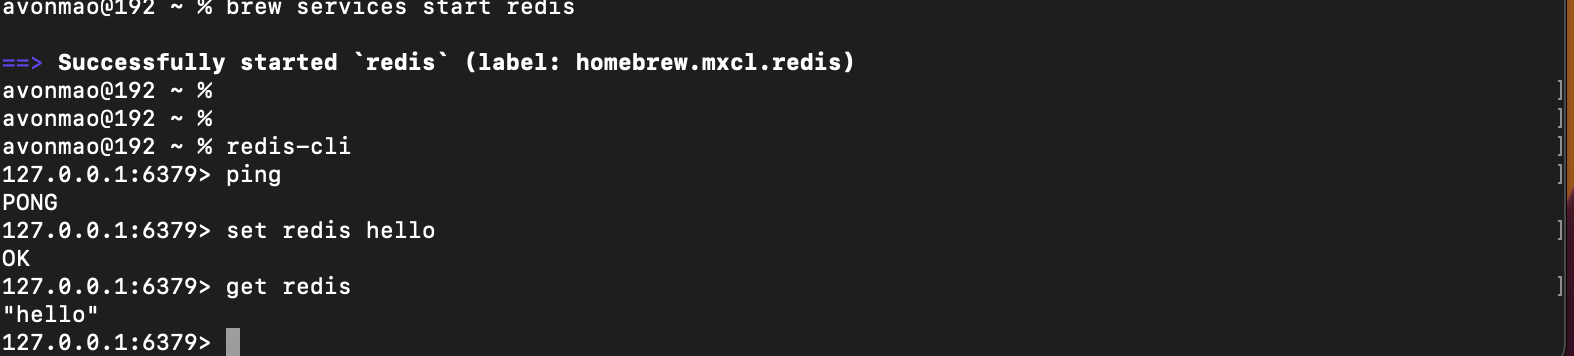 avonmao@192 ~ % brew services start redis
==> Successfully started `redis` (label: homebrew.mxcl.redis)
avonmao@192 ~ % ]
avonmao@192 ~ % ]
avonmao@192 ~ % redis-cli ]
127.0.0.1:6379> ping ]
PONG
127.0.0.1:6379> set redis hello ]
OK
127.0.0.1:6379> get redis ]
"hello"
127.0.0.1:6379>